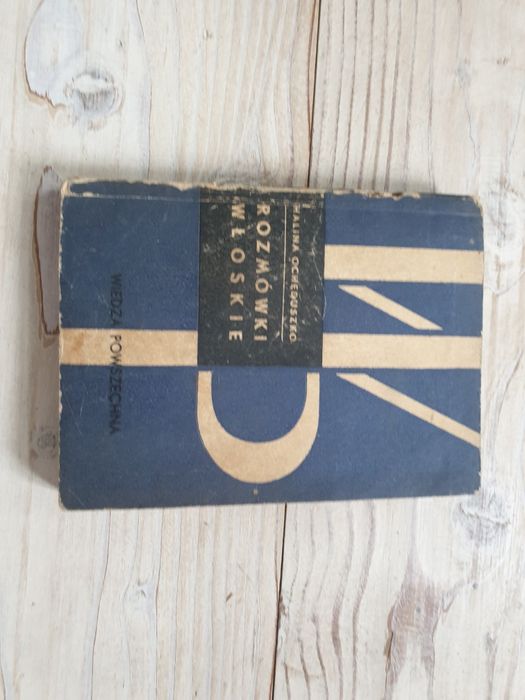 HALINA OCHĘDUSZKO
ROZMÓWKI
WŁOSKIE
WIEDZA POWSZECHNA